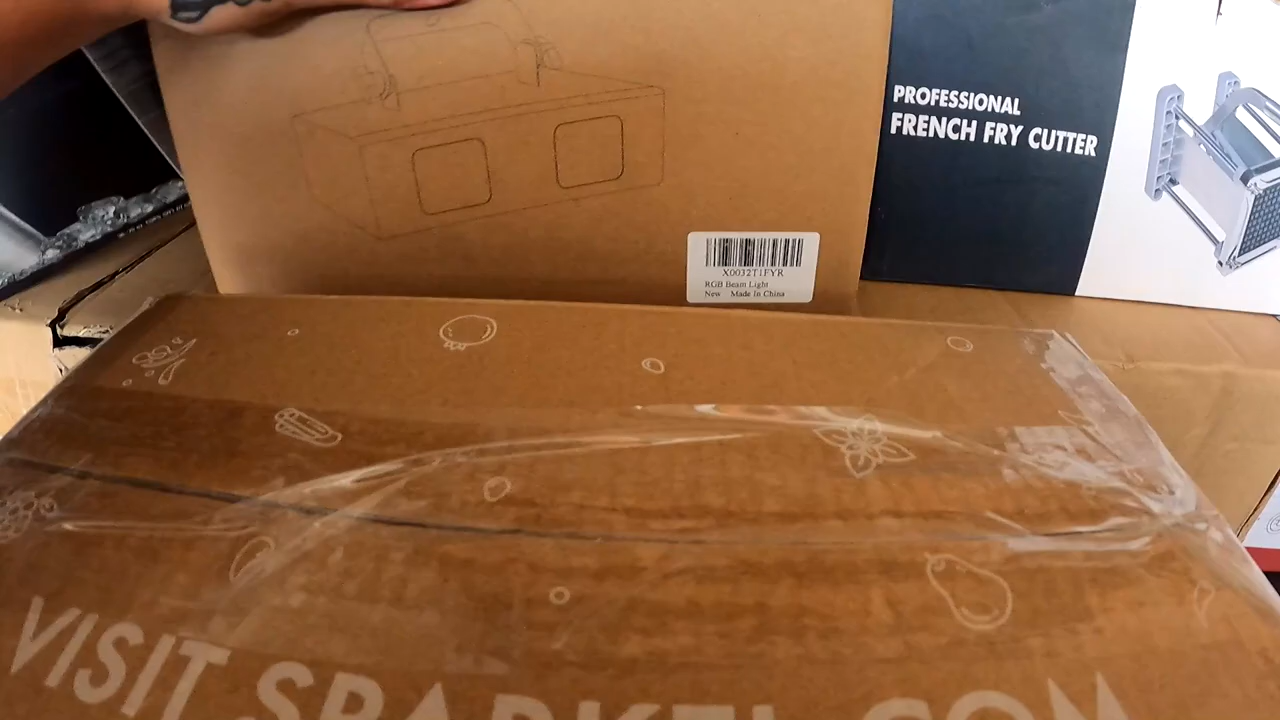 PROFESSIONAL
FRENCH FRY CUTTER
X0032T1FYR
RGB Beam Light
New Made In China
VISIT SPARKEL.COM